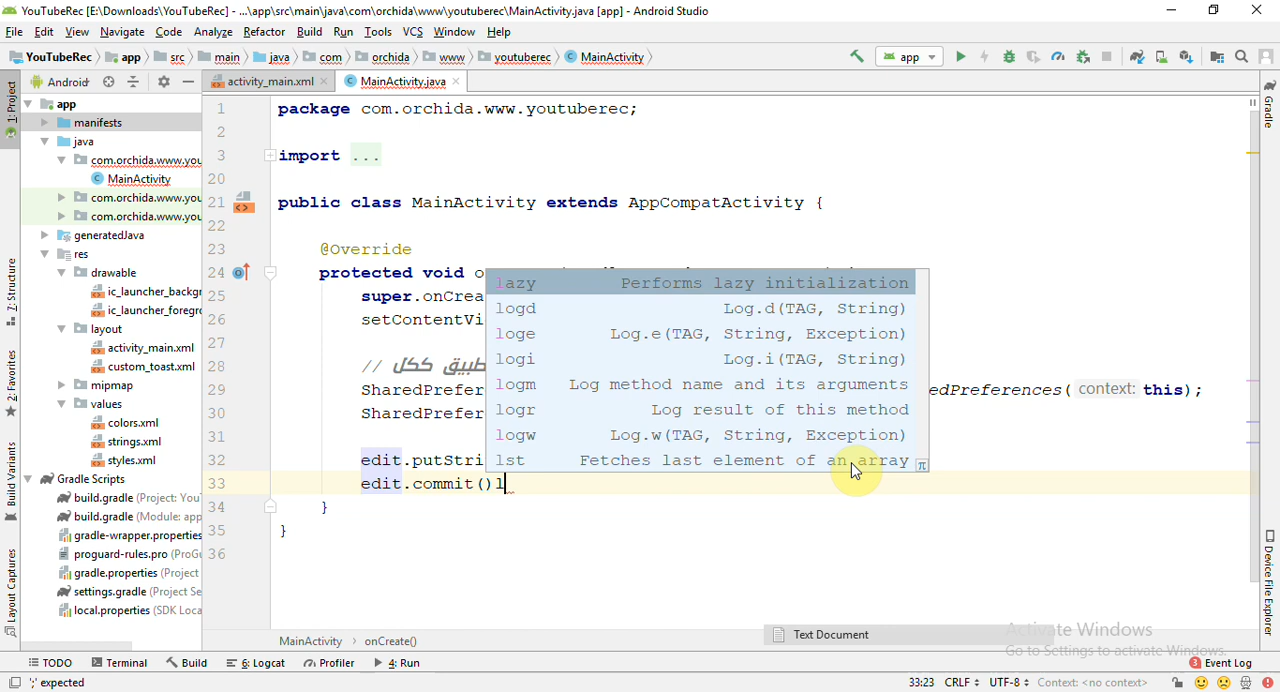 YouTubeRec [E:\Downloads\YouTubeRec] - ...\app\src\main\java\com\orchida\www\youtuberec\MainActivity.java [app] - Android Studio
File Edit View Navigate Code Analyze Refactor Build Run Tools VCS Window Help
YouTubeRec app src main java com orchida www youtuberec MainActivity app
1: Project Android activity_main.xml MainActivity.java Gradle
app
manifests
java
com.orchida.www.you
MainActivity
com.orchida.www.you
com.orchida.www.you
generatedJava
res
drawable
ic_launcher_backgr
ic_launcher_foregro
layout
activity_main.xml
custom_toast.xml
mipmap
values
colors.xml
strings.xml
styles.xml
Gradle Scripts
build.gradle (Project: You
build.gradle (Module: app
gradle-wrapper.properties
proguard-rules.pro (ProGu
gradle.properties (Project
settings.gradle (Project Se
local.properties (SDK Loca
Z: Structure
2: Favorites
Build Variants
Layout Captures
1 package com.orchida.www.youtuberec;
2
3 import ...
20
21 public class MainActivity extends AppCompatActivity {
22
23 @Override
24 protected void o
25 super.onCrea
26 setContentVi
27
28 // طبيق ككل
29 SharedPrefer edPreferences( context: this);
30 SharedPrefer
31
32 edit.putStri
33 edit.commit()l
34 }
35 }
36
lazy Performs lazy initialization
logd Log.d(TAG, String)
loge Log.e(TAG, String, Exception)
logi Log.i(TAG, String)
logm Log method name and its arguments
logr Log result of this method
logw Log.w(TAG, String, Exception)
lst Fetches last element of an array
π
Device File Explorer
MainActivity onCreate()
Text Document
Activate Windows
Go to Settings to activate Windows.
TODO Terminal Build 6: Logcat Profiler 4: Run 3 Event Log
';' expected 33:23 CRLF UTF-8 Context: <no context>